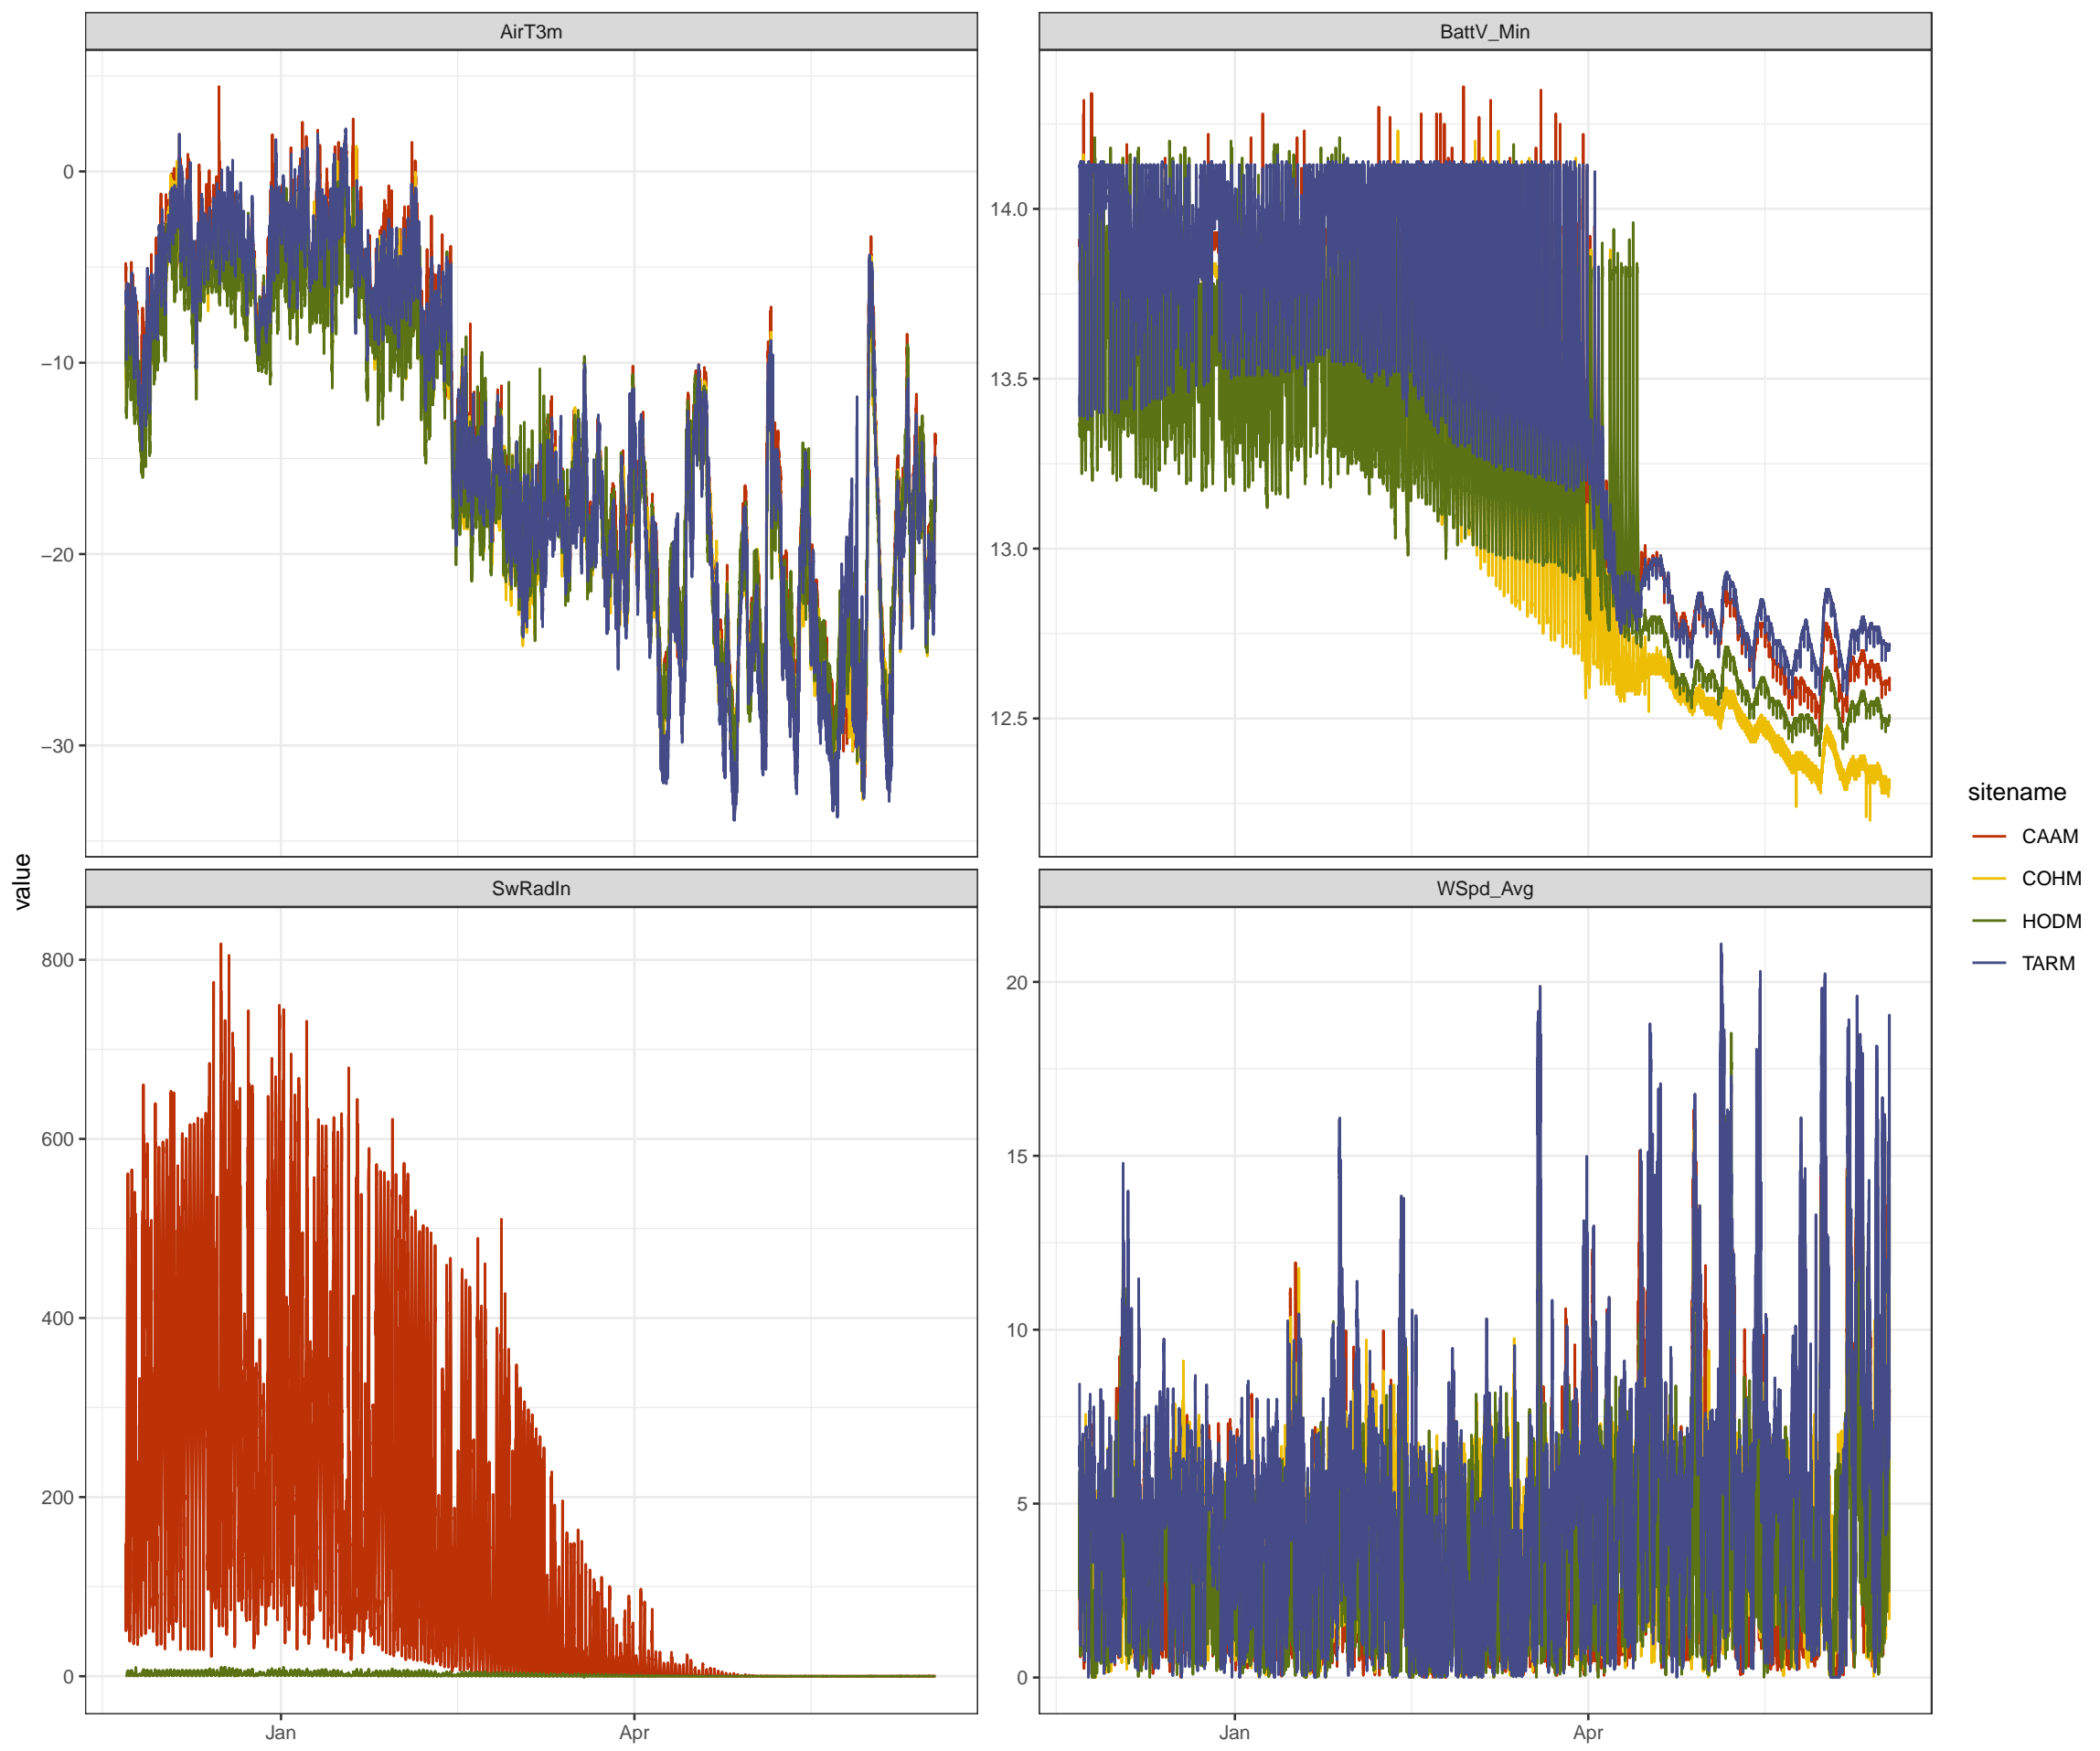 AirT3m
BattV_Min
0
−10
−20
−30
14.0
13.5
13.0
12.5
value
SwRadIn
WSpd_Avg
800
600
400
200
0
20
15
10
5
0
Jan
Apr
Jan
Apr
sitename
CAAM
COHM
HODM
TARM